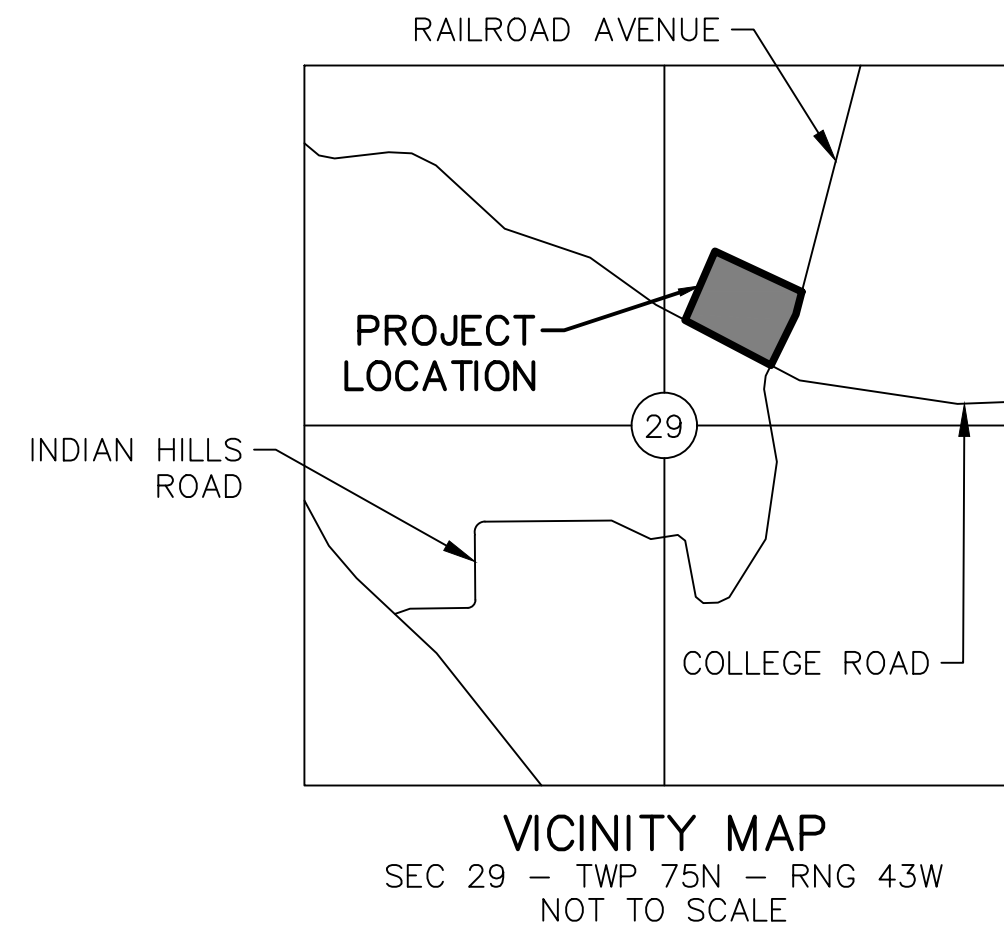 RAILROAD AVENUE
PROJECT
LOCATION
29
INDIAN HILLS
ROAD
COLLEGE ROAD
VICINITY MAP
SEC 29 – TWP 75N – RNG 43W
NOT TO SCALE